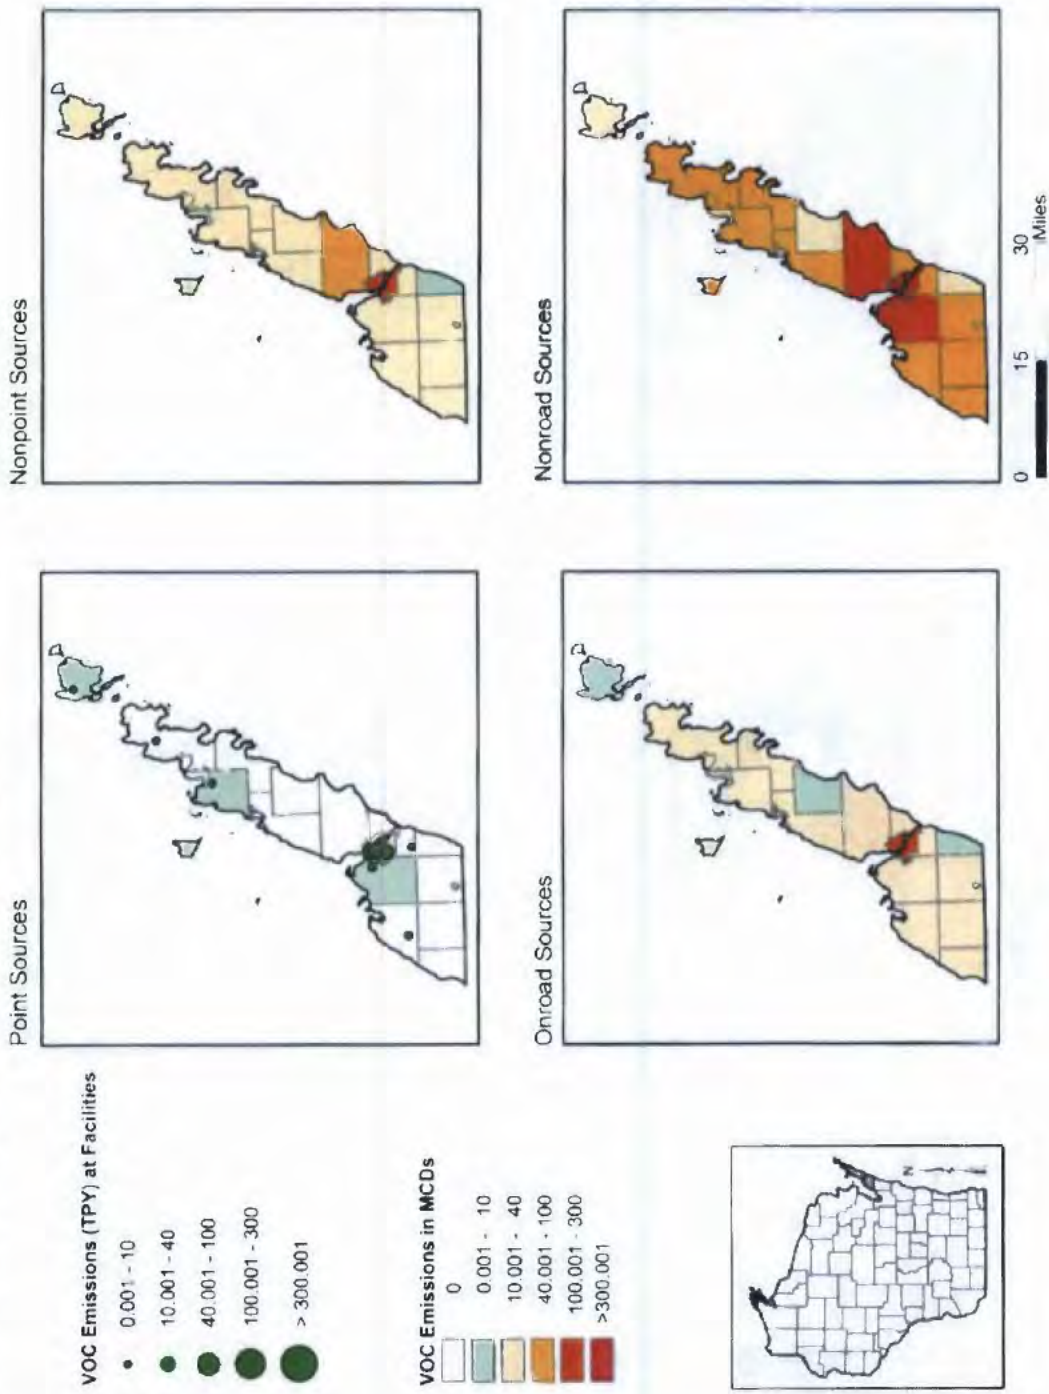 Point Sources
Nonpoint Sources
VOC Emissions (TPY) at Facilities
0.001 - 10
10.001 - 40
40.001 - 100
100.001 - 300
> 300.001
VOC Emissions in MCDs
0
0.001 - 10
10.001 - 40
40.001 - 100
100.001 - 300
>300.001
Onroad Sources
Nonroad Sources
N
0 15 30
Miles